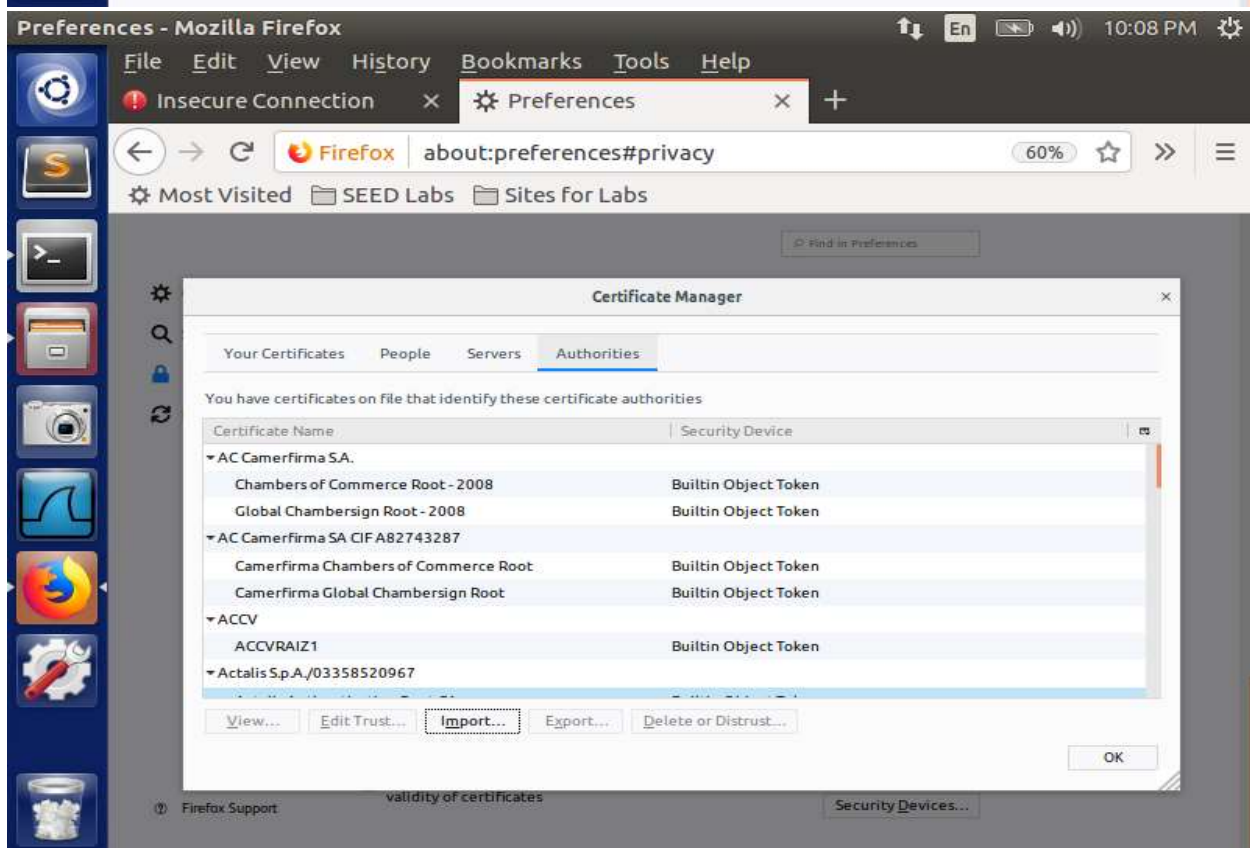 Preferences - Mozilla Firefox En 10:08 PM
File Edit View History Bookmarks Tools Help
Insecure Connection Preferences
Firefox about:preferences#privacy 60%
Most Visited SEED Labs Sites for Labs
Find in Preferences
Certificate Manager
Your Certificates People Servers Authorities
You have certificates on file that identify these certificate authorities
Certificate Name Security Device
AC Camerfirma S.A.
Chambers of Commerce Root - 2008 Builtin Object Token
Global Chambersign Root - 2008 Builtin Object Token
AC Camerfirma SA CIF A82743287
Camerfirma Chambers of Commerce Root Builtin Object Token
Camerfirma Global Chambersign Root Builtin Object Token
ACCV
ACCVRAIZ1 Builtin Object Token
Actalis S.p.A./03358520967
View... Edit Trust... Import... Export... Delete or Distrust...
OK
validity of certificates
Firefox Support Security Devices...